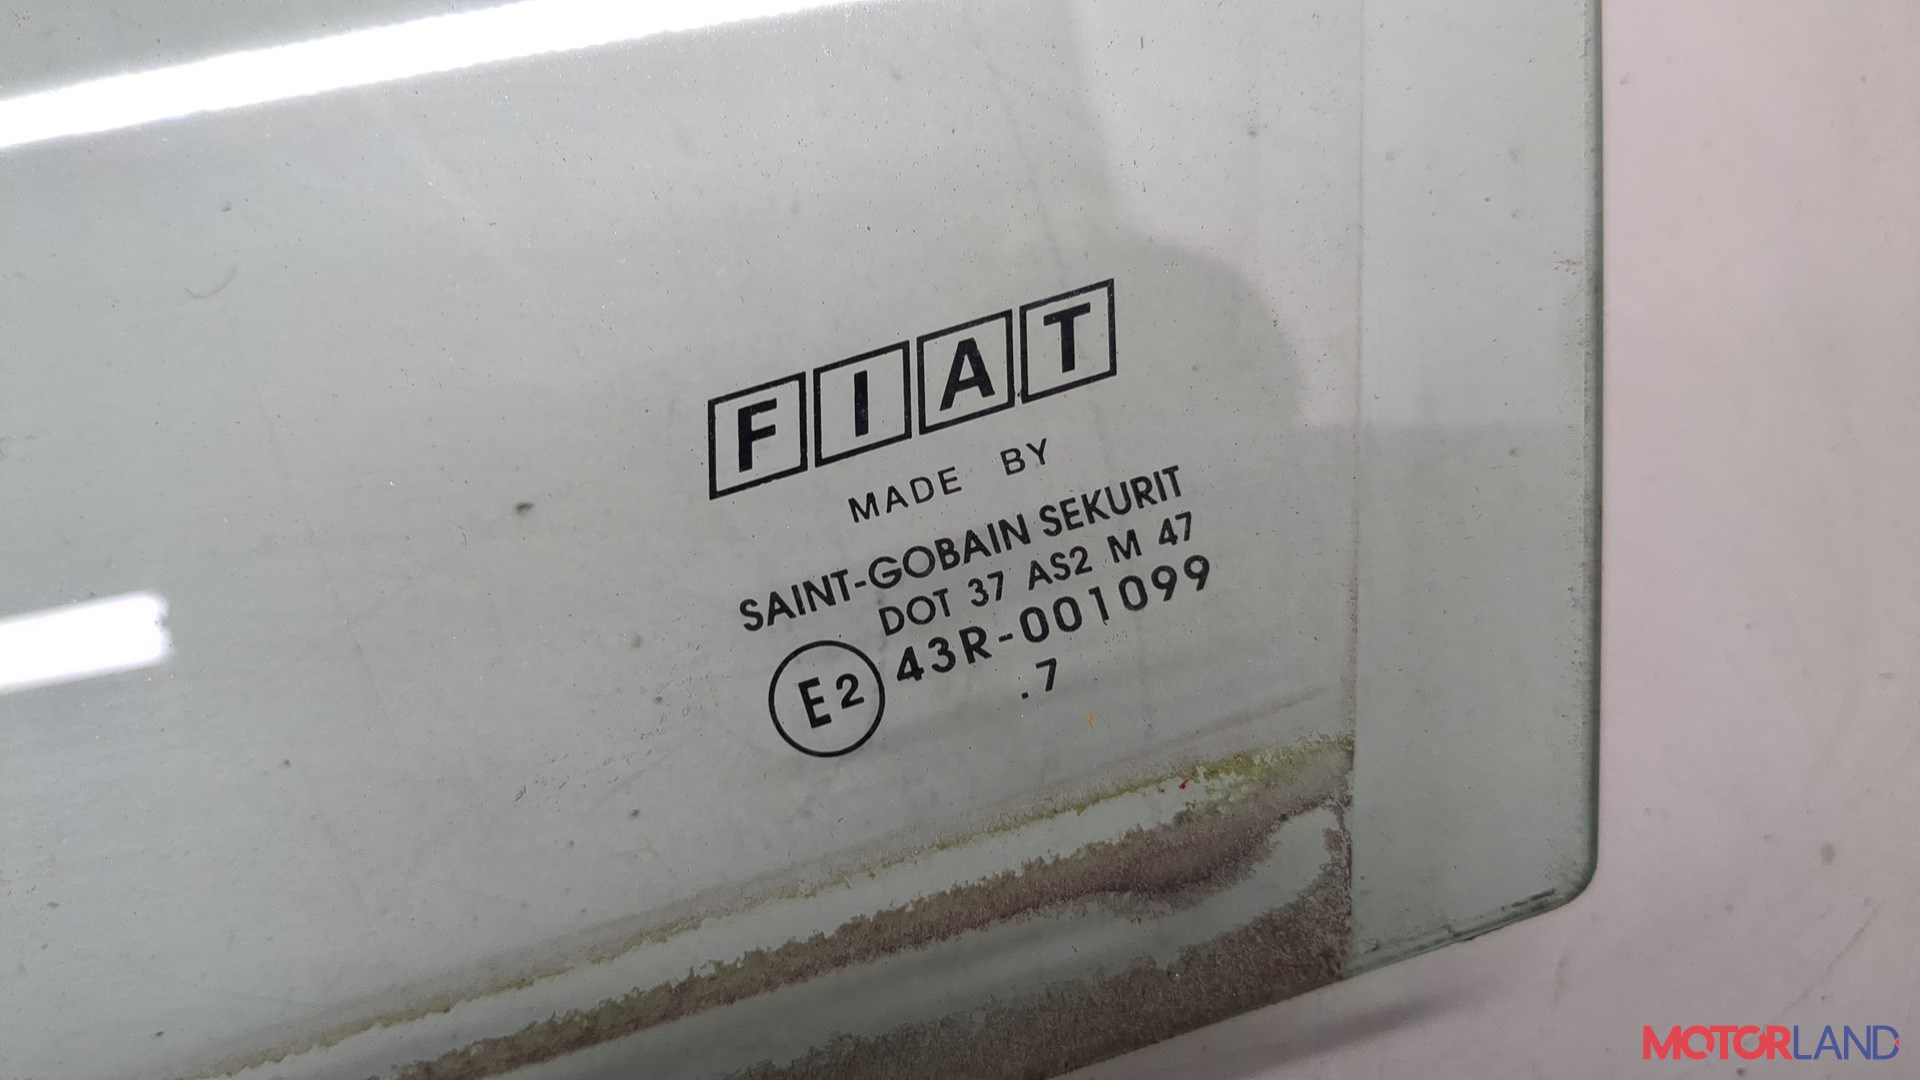 FIAT
MADE BY
SAINT-GOBAIN SEKURIT
DOT 37 AS2 M 47
E2 43R-001099
.7
MOTORLAND